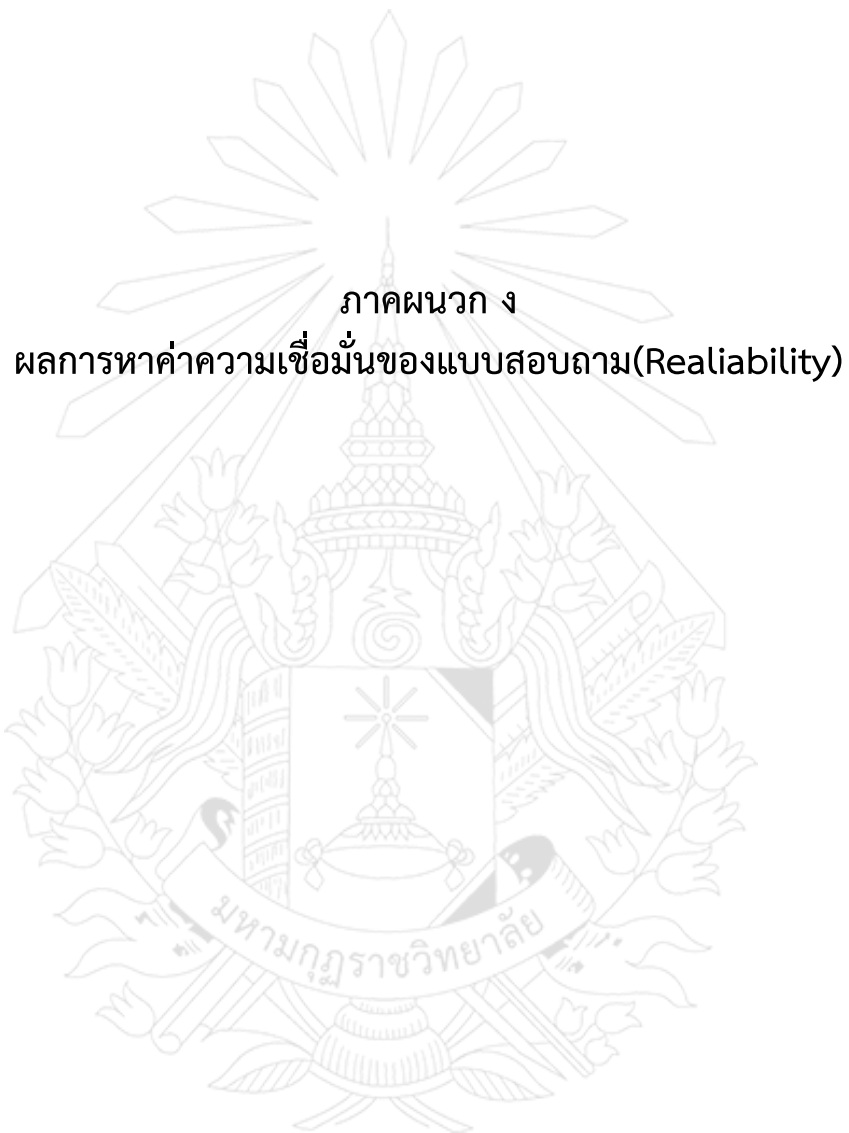 ภาคผนวก ง
ผลการหาค่าความเชื่อมั่นของแบบสอบถาม(Realiability)
มหามกุฏราชวิทยาลัย